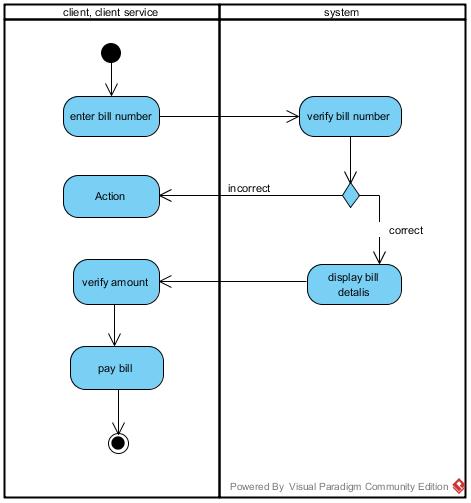 client, client service
system
enter bill number
verify bill number
Action
incorrect
correct
verify amount
display bill
detalis
pay bill
Powered By Visual Paradigm Community Edition